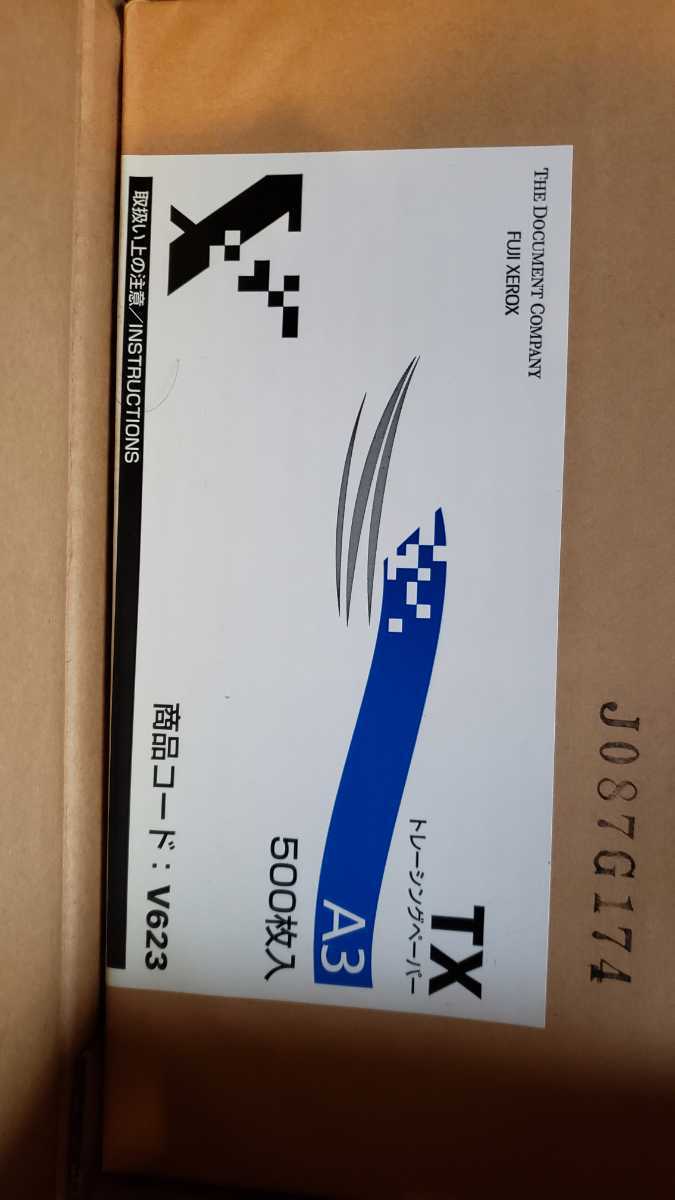 J087G174
THE DOCUMENT COMPANY
FUJI XEROX
TX
トレーシングペーパー
A3
500枚入
商品コード：V623
取扱い上の注意／INSTRUCTIONS